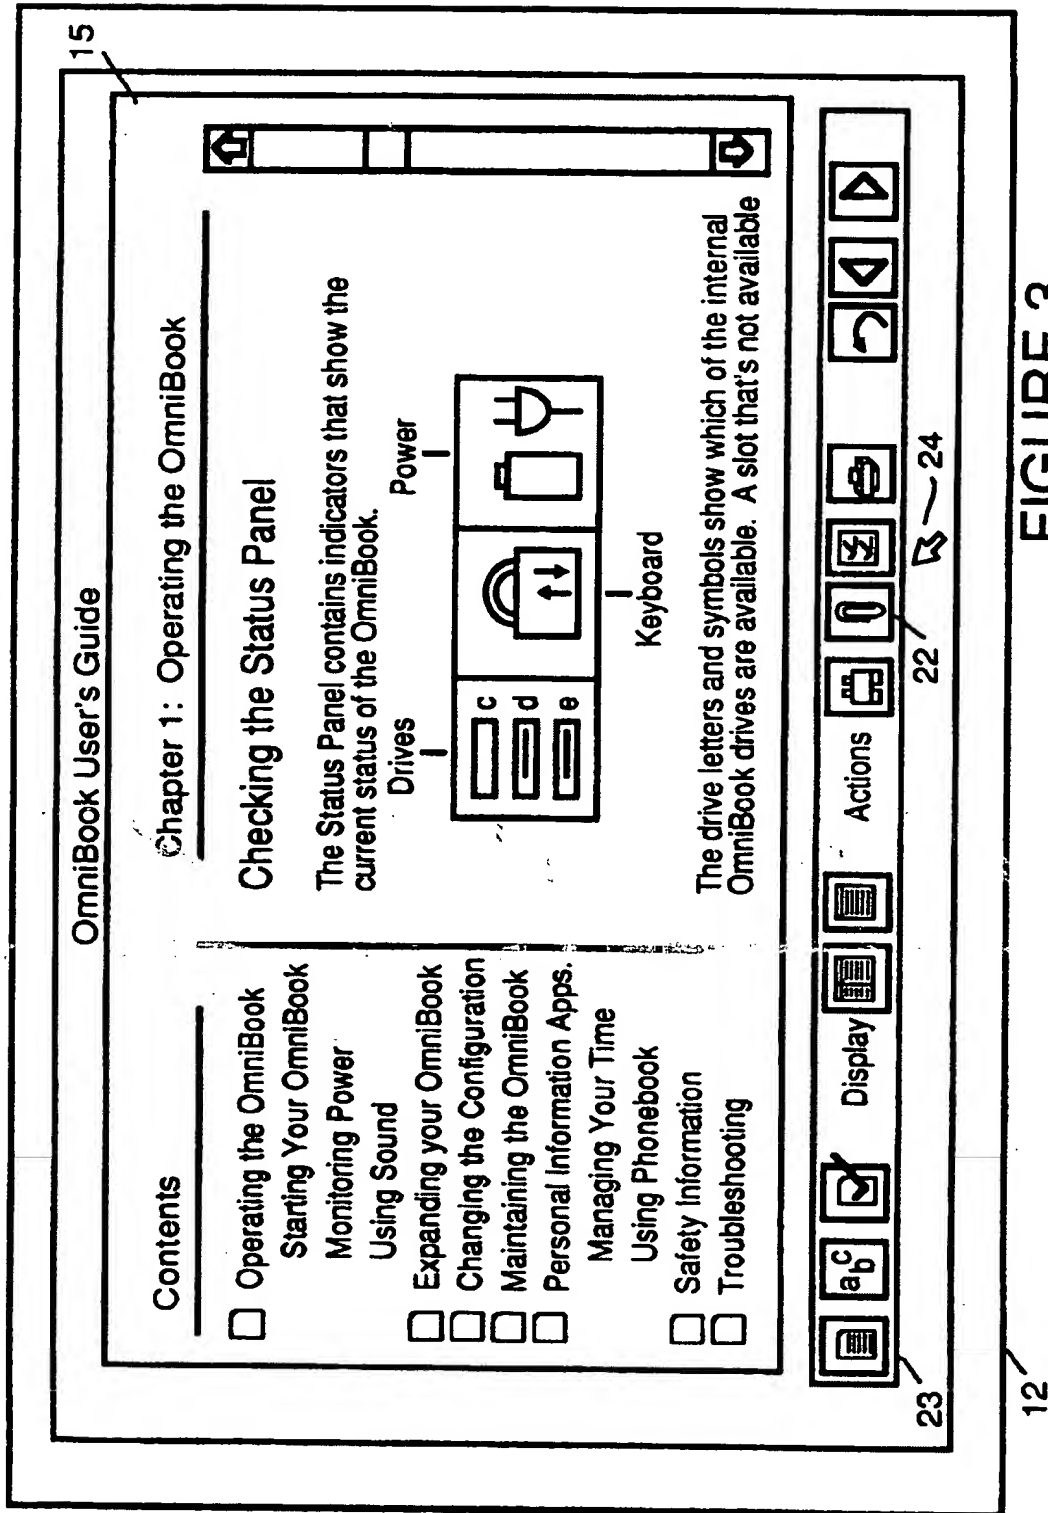 OmniBook User's Guide
15
Contents
Operating the OmniBook
Starting Your OmniBook
Monitoring Power
Using Sound
Expanding your OmniBook
Changing the Configuration
Maintaining the OmniBook
Personal Information Apps.
Managing Your Time
Using Phonebook
Safety Information
Troubleshooting
Chapter 1: Operating the OmniBook
Checking the Status Panel
The Status Panel contains indicators that show the
current status of the OmniBook.
Drives
Power
c
d
e
Keyboard
The drive letters and symbols show which of the internal
OmniBook drives are available. A slot that's not available
abc
Display
Actions
23
22
24
12
FIGURE 3